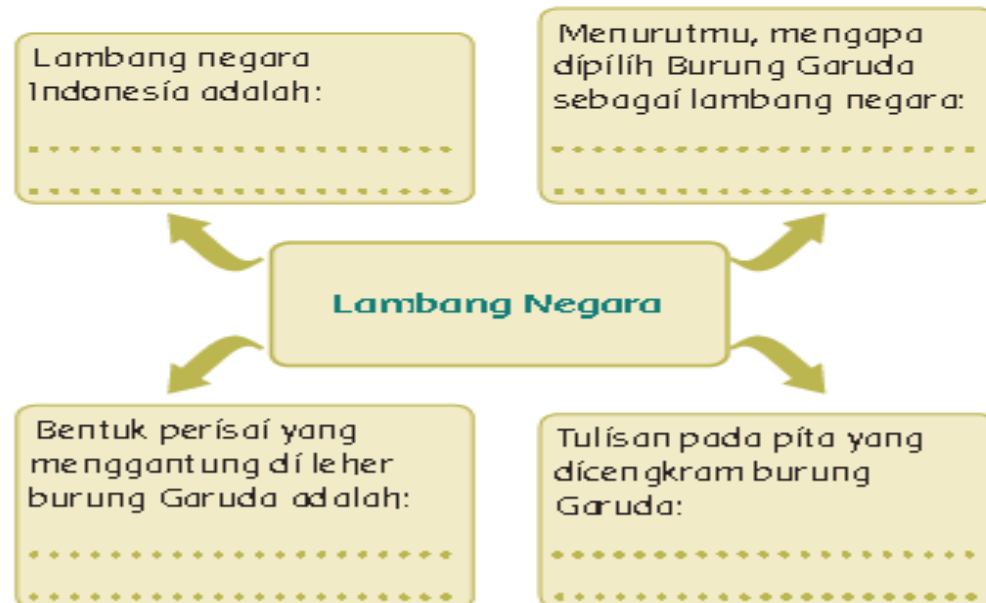 Lambang negara
Indonesia adalah:
Menurutmu, mengapa
dipilih Burung Garuda
sebagai lambang negara:
Lambang Negara
Bentuk perisai yang
menggantung di leher
burung Garuda adalah:
Tulisan pada pita yang
dicengkram burung
Garuda: